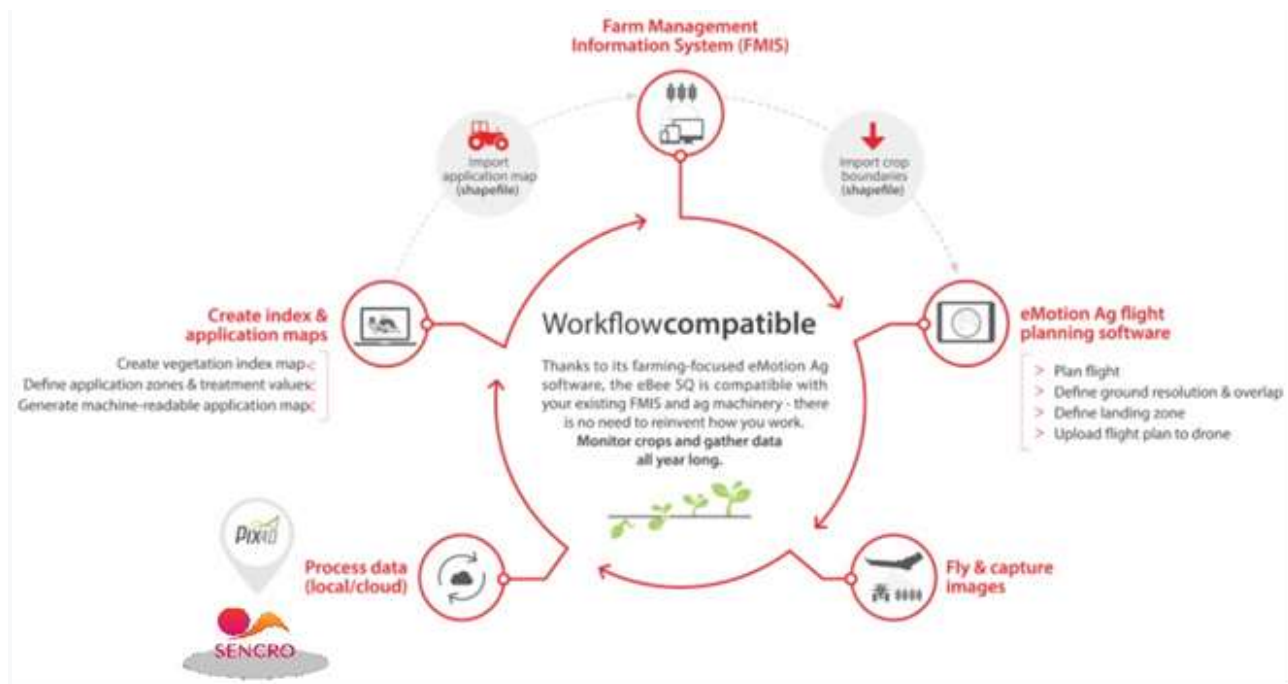 Farm Management
Information System (FMIS)
Import
application map
(shapefile)
Import crop
boundaries
(shapefile)
Create index &
application maps
Create vegetation index map
Define application zones & treatment values
Generate machine-readable application map
Workflowcompatible
Thanks to its farming-focused eMotion Ag
software, the eBee SQ is compatible with
your existing FMIS and ag machinery - there
is no need to reinvent how you work.
Monitor crops and gather data
all year long.
eMotion Ag flight
planning software
> Plan flight
> Define ground resolution & overlap
> Define landing zone
> Upload flight plan to drone
PIX4D
SENCRO
Process data
(local/cloud)
Fly & capture
images